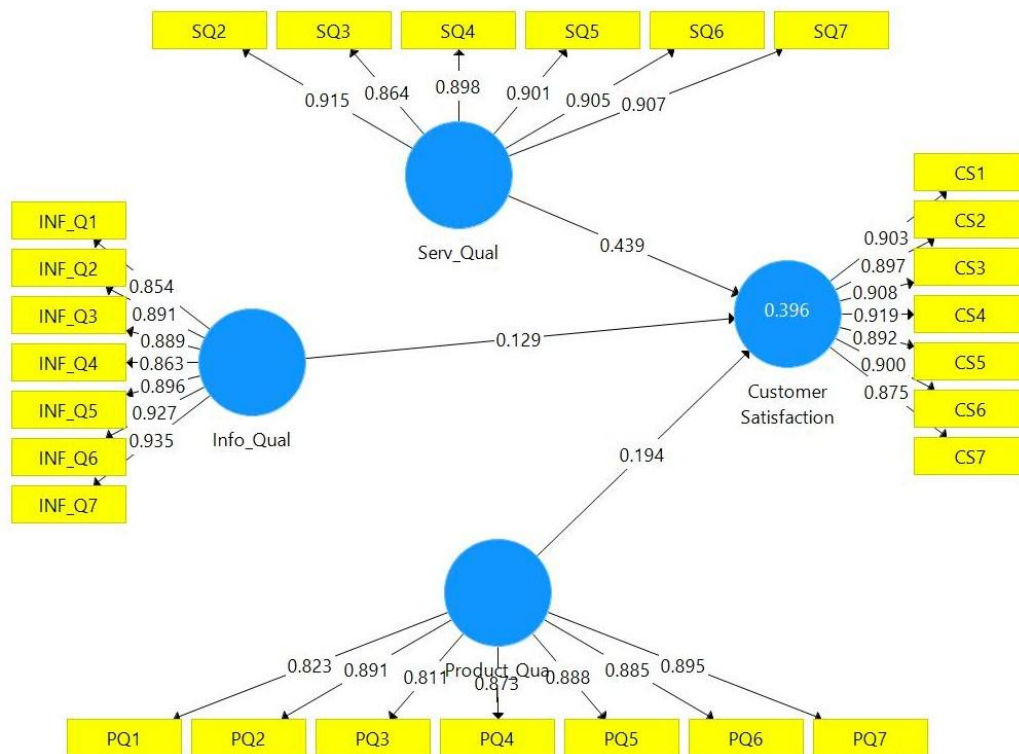 SQ2
SQ3
SQ4
SQ5
SQ6
SQ7
0.915
0.864
0.898
0.901
0.905
0.907
Serv_Qual
0.439
INF_Q1
INF_Q2
INF_Q3
INF_Q4
INF_Q5
INF_Q6
INF_Q7
0.854
0.891
0.889
0.863
0.896
0.927
0.935
Info_Qual
0.129
CS1
CS2
CS3
CS4
CS5
CS6
CS7
0.903
0.897
0.908
0.919
0.892
0.900
0.875
0.396
Customer
Satisfaction
0.194
Product_Qua
0.823
0.891
0.811
0.873
0.888
0.885
0.895
PQ1
PQ2
PQ3
PQ4
PQ5
PQ6
PQ7